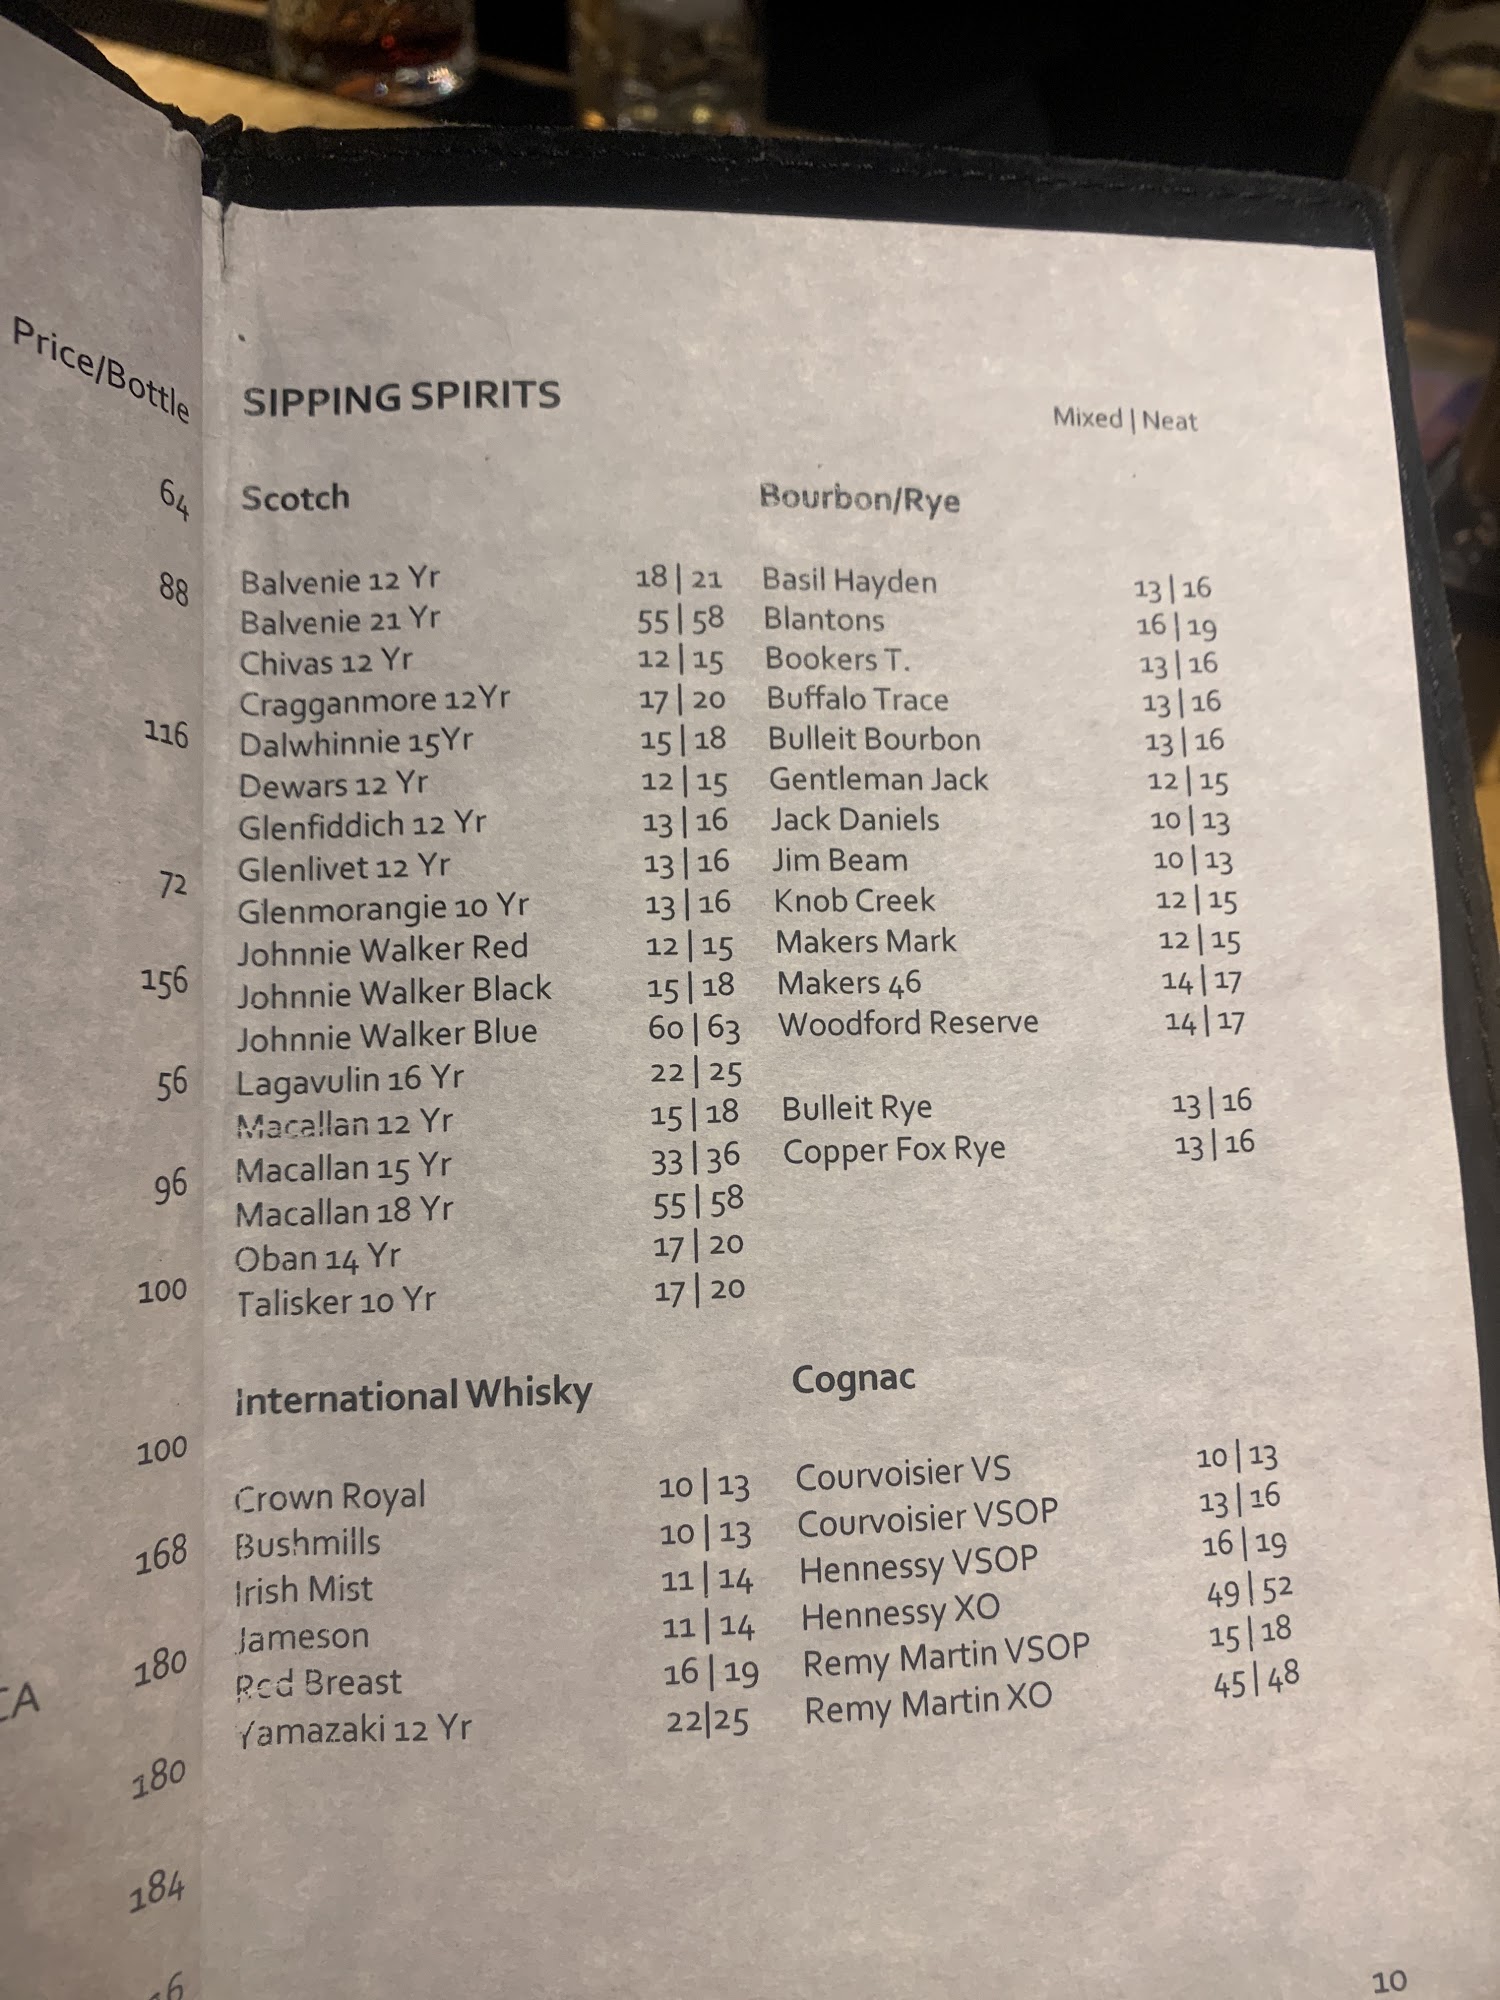 Price/Bottle
64
88
116
72
156
56
96
100
100
168
180
CA
180
184
6
SIPPING SPIRITS
Mixed | Neat
Scotch
Balvenie 12 Yr 18 | 21
Balvenie 21 Yr 55 | 58
Chivas 12 Yr 12 | 15
Cragganmore 12Yr 17 | 20
Dalwhinnie 15Yr 15 | 18
Dewars 12 Yr 12 | 15
Glenfiddich 12 Yr 13 | 16
Glenlivet 12 Yr 13 | 16
Glenmorangie 10 Yr 13 | 16
Johnnie Walker Red 12 | 15
Johnnie Walker Black 15 | 18
Johnnie Walker Blue 60 | 63
Lagavulin 16 Yr 22 | 25
Macallan 12 Yr 15 | 18
Macallan 15 Yr 33 | 36
Macallan 18 Yr 55 | 58
Oban 14 Yr 17 | 20
Talisker 10 Yr 17 | 20
Bourbon/Rye
Basil Hayden 13 | 16
Blantons 16 | 19
Bookers T. 13 | 16
Buffalo Trace 13 | 16
Bulleit Bourbon 13 | 16
Gentleman Jack 12 | 15
Jack Daniels 10 | 13
Jim Beam 10 | 13
Knob Creek 12 | 15
Makers Mark 12 | 15
Makers 46 14 | 17
Woodford Reserve 14 | 17
Bulleit Rye 13 | 16
Copper Fox Rye 13 | 16
International Whisky
Crown Royal 10 | 13
Bushmills 10 | 13
Irish Mist 11 | 14
Jameson 11 | 14
Red Breast 16 | 19
Yamazaki 12 Yr 22|25
Cognac
Courvoisier VS 10 | 13
Courvoisier VSOP 13 | 16
Hennessy VSOP 16 | 19
Hennessy XO 49 | 52
Remy Martin VSOP 15 | 18
Remy Martin XO 45 | 48
10